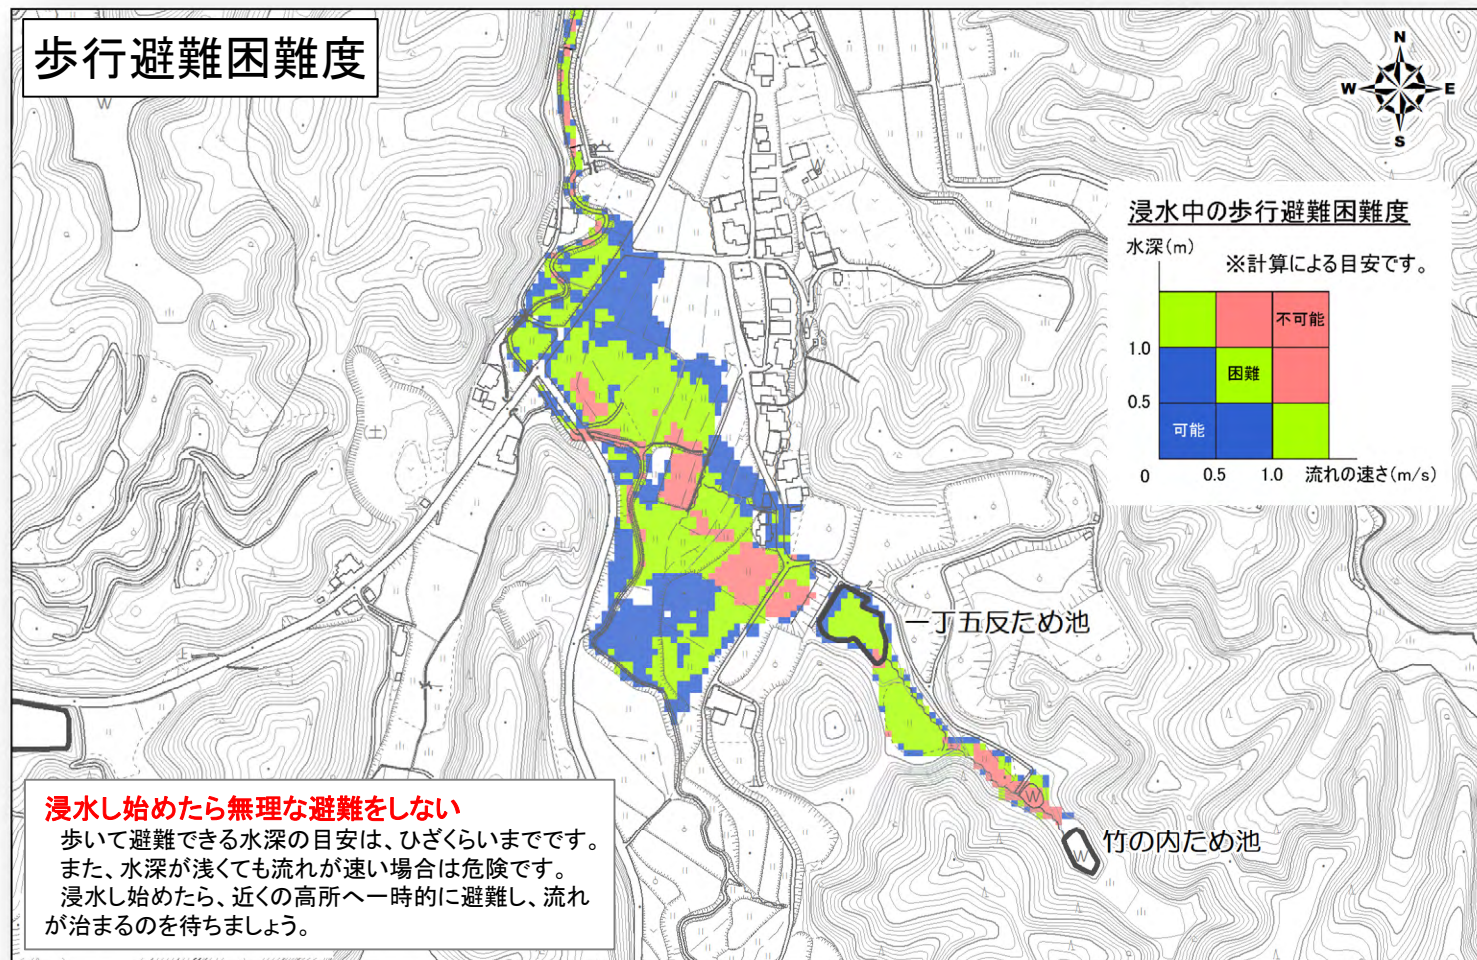 歩行避難困難度
N
W
E
S
浸水中の歩行避難困難度
水深(m)
※計算による目安です。
不可能
1.0
困難
0.5
可能
0
0.5
1.0
流れの速さ(m/s)
(土)
一丁五反ため池
W
竹の内ため池
W
W
浸水し始めたら無理な避難をしない
歩いて避難できる水深の目安は、ひざくらいまでです。
また、水深が浅くても流れが速い場合は危険です。
浸水し始めたら、近くの高所へ一時的に避難し、流れ
が治まるのを待ちましょう。